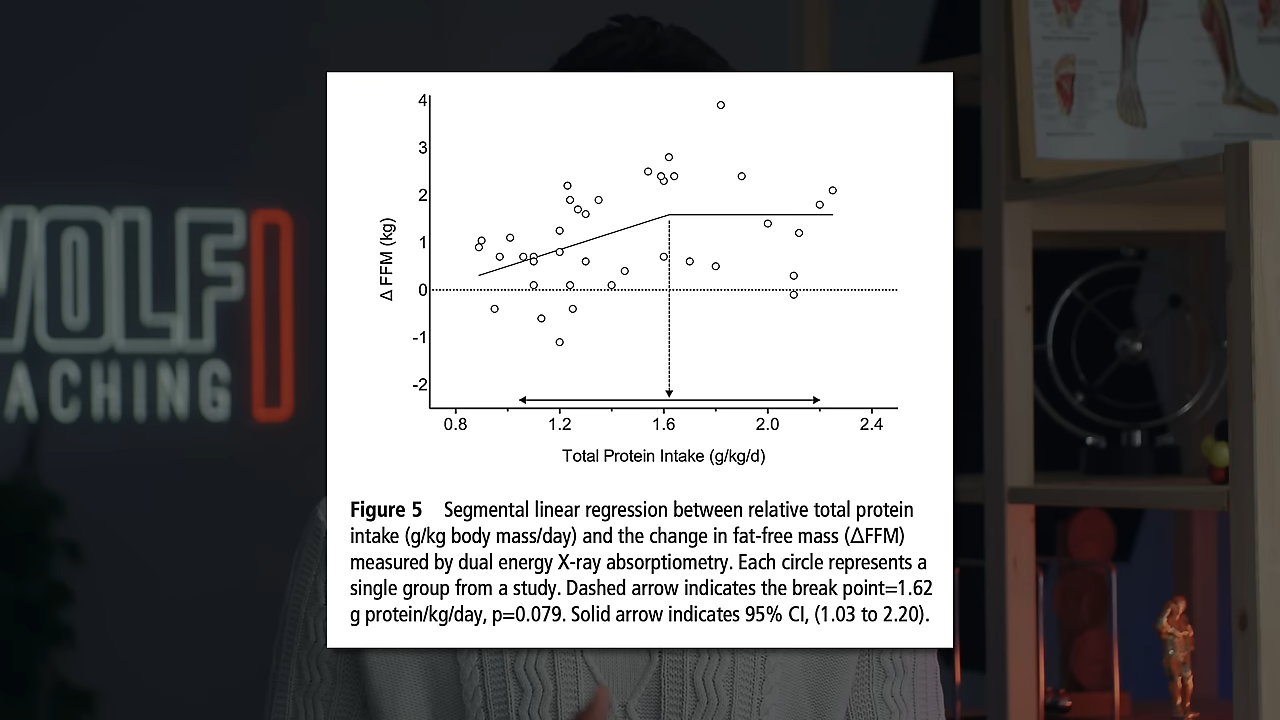 WOLF
COACHING
4
3
2
1
0
-1
-2
Δ FFM (kg)
0.8 1.2 1.6 2.0 2.4
Total Protein Intake (g/kg/d)
Figure 5 Segmental linear regression between relative total protein
intake (g/kg body mass/day) and the change in fat-free mass (ΔFFM)
measured by dual energy X-ray absorptiometry. Each circle represents a
single group from a study. Dashed arrow indicates the break point=1.62
g protein/kg/day, p=0.079. Solid arrow indicates 95% CI, (1.03 to 2.20).